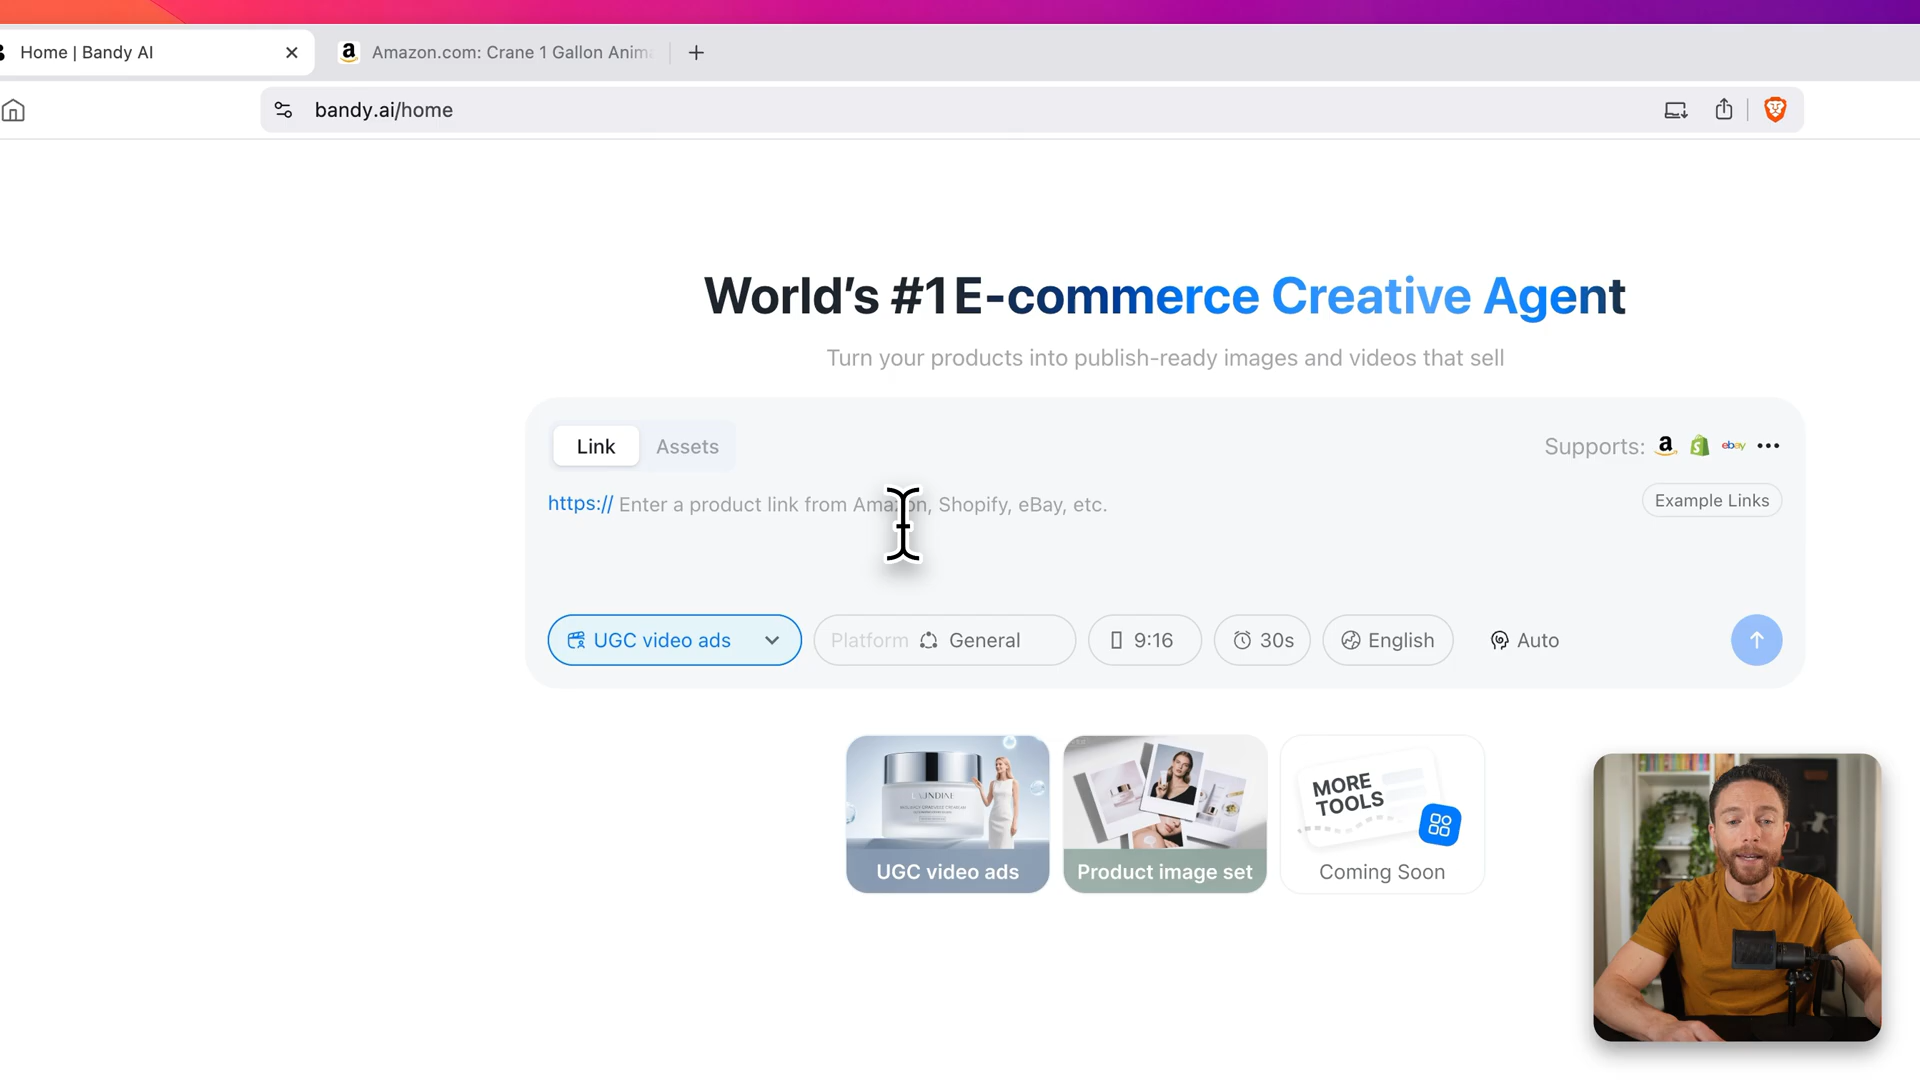 Home | Bandy AI
Amazon.com: Crane 1 Gallon Anim
bandy.ai/home
World's #1 E-commerce Creative Agent
Turn your products into publish-ready images and videos that sell
Link
Assets
Supports:
ebay
https:// Enter a product link from Amazon, Shopify, eBay, etc.
Example Links
UGC video ads
Platform
General
9:16
30s
English
Auto
MORE
TOOLS
UGC video ads
Product image set
Coming Soon